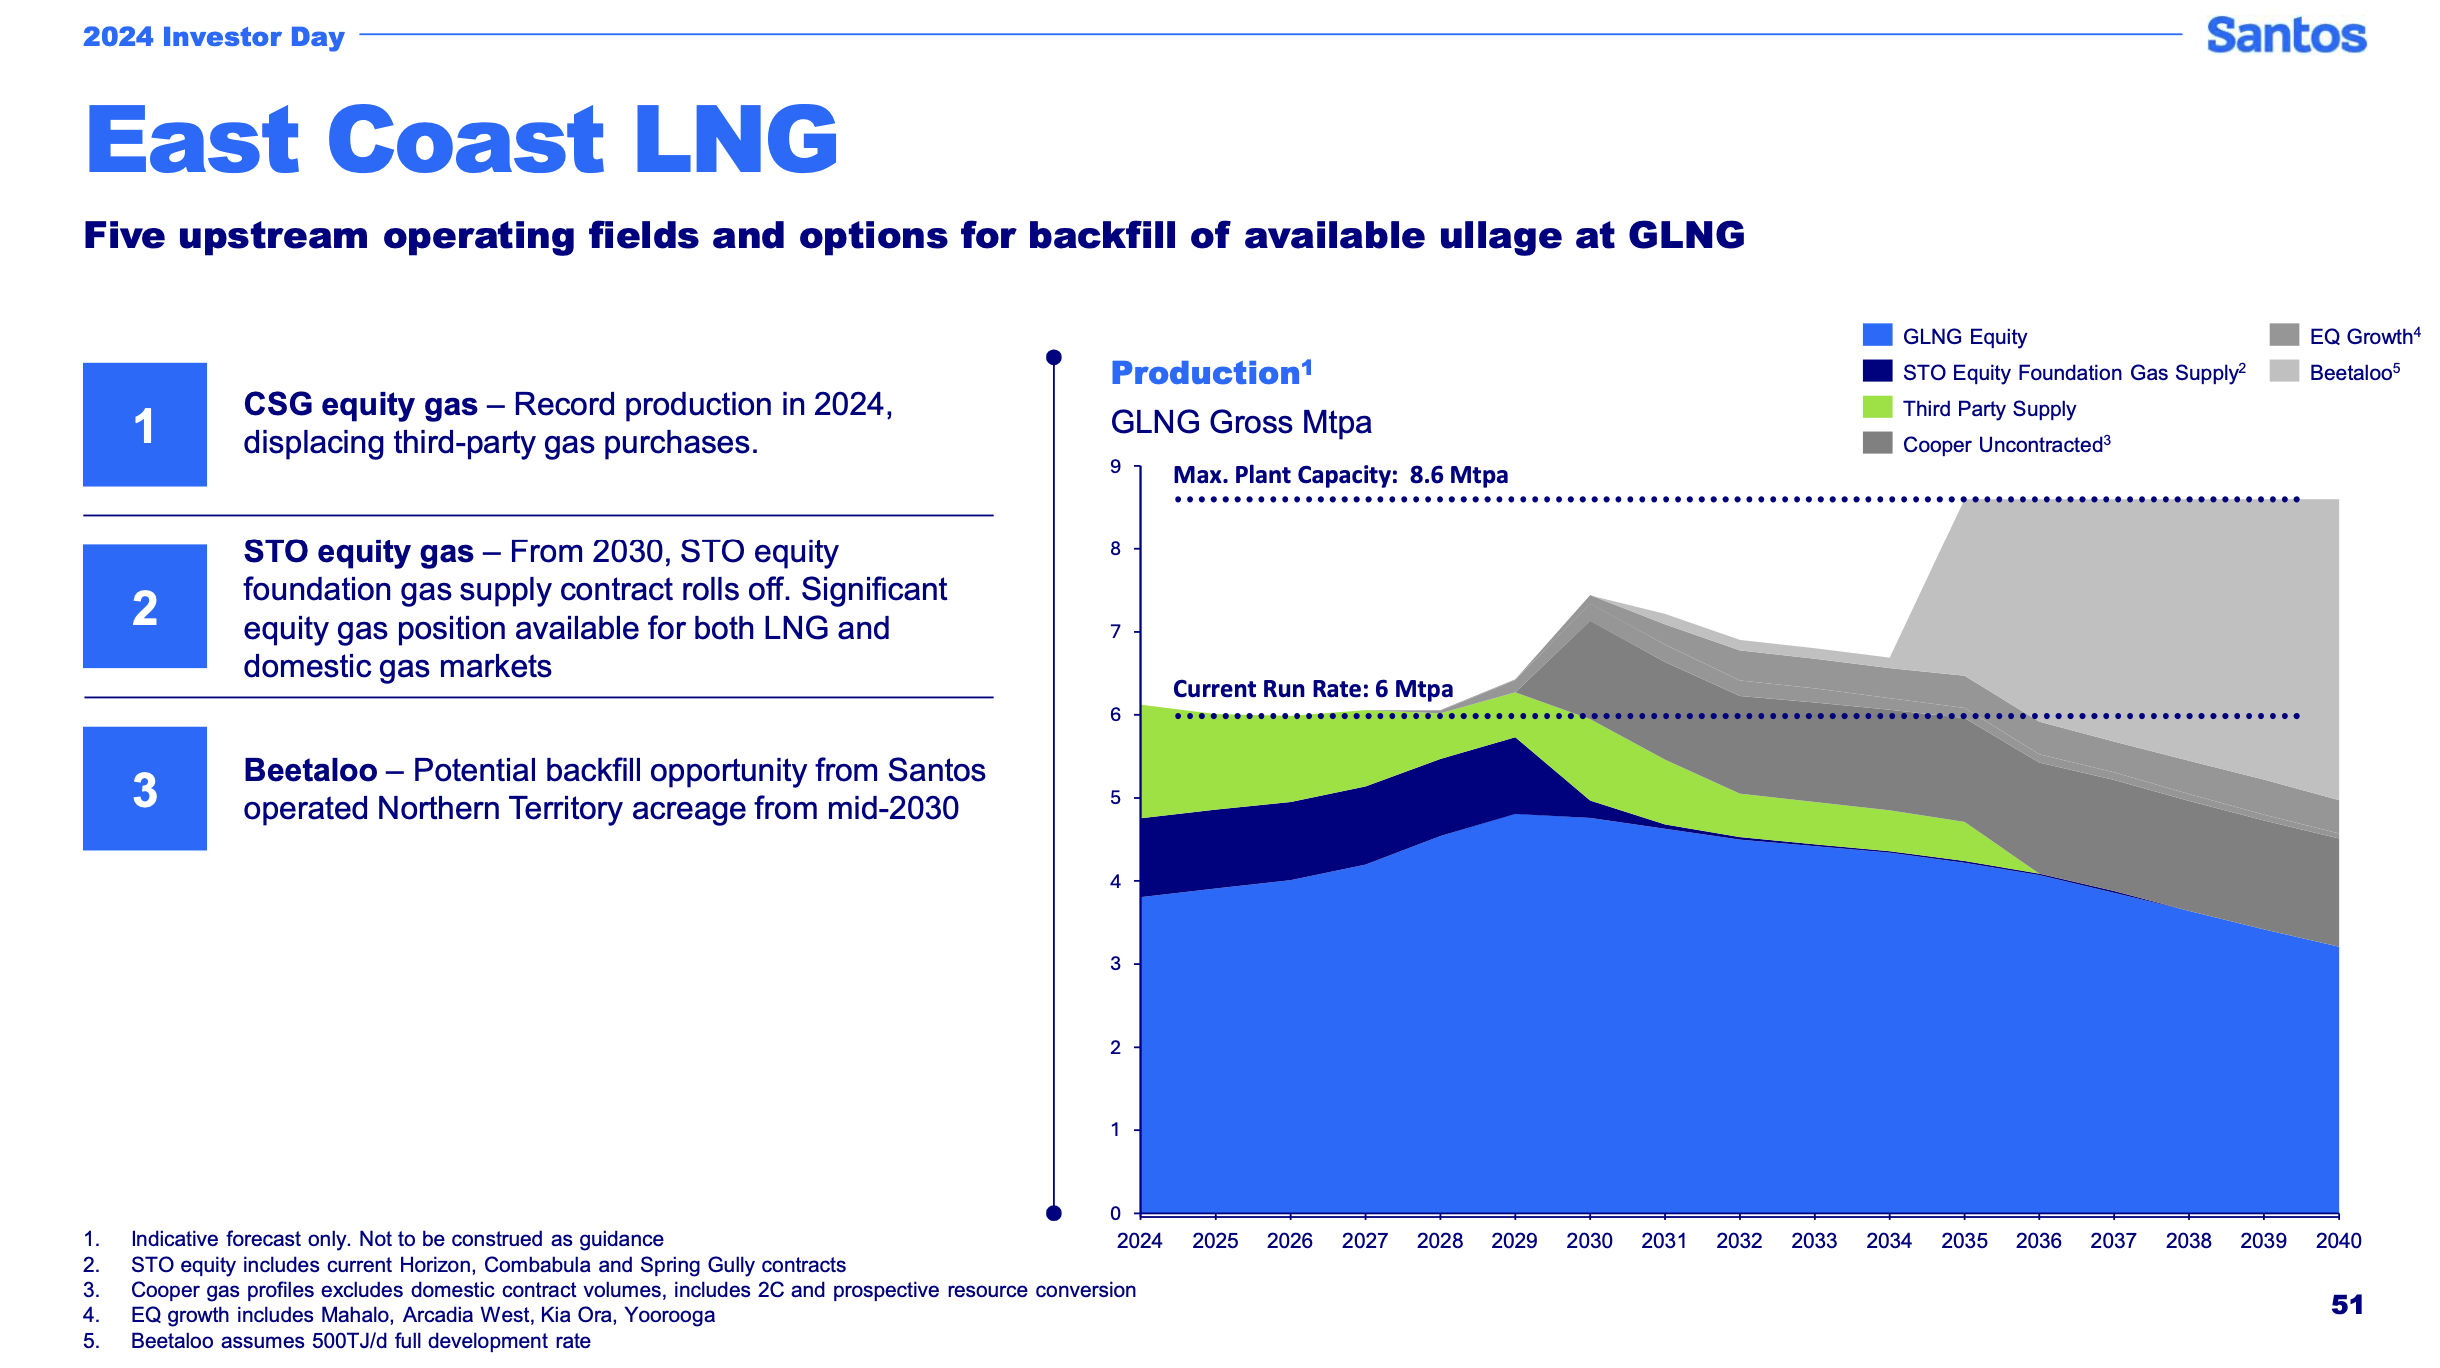 2024 Investor Day
Santos
East Coast LNG
Five upstream operating fields and options for backfill of available ullage at GLNG
1
CSG equity gas – Record production in 2024,
displacing third-party gas purchases.
2
STO equity gas – From 2030, STO equity
foundation gas supply contract rolls off. Significant
equity gas position available for both LNG and
domestic gas markets
3
Beetaloo – Potential backfill opportunity from Santos
operated Northern Territory acreage from mid-2030
Production¹
GLNG Gross Mtpa
GLNG Equity
STO Equity Foundation Gas Supply²
Third Party Supply
Cooper Uncontracted³
EQ Growth⁴
Beetaloo⁵
Max. Plant Capacity: 8.6 Mtpa
Current Run Rate: 6 Mtpa
9
8
7
6
5
4
3
2
1
0
2024 2025 2026 2027 2028 2029 2030 2031 2032 2033 2034 2035 2036 2037 2038 2039 2040
1. Indicative forecast only. Not to be construed as guidance
2. STO equity includes current Horizon, Combabula and Spring Gully contracts
3. Cooper gas profiles excludes domestic contract volumes, includes 2C and prospective resource conversion
4. EQ growth includes Mahalo, Arcadia West, Kia Ora, Yoorooga
5. Beetaloo assumes 500TJ/d full development rate
51